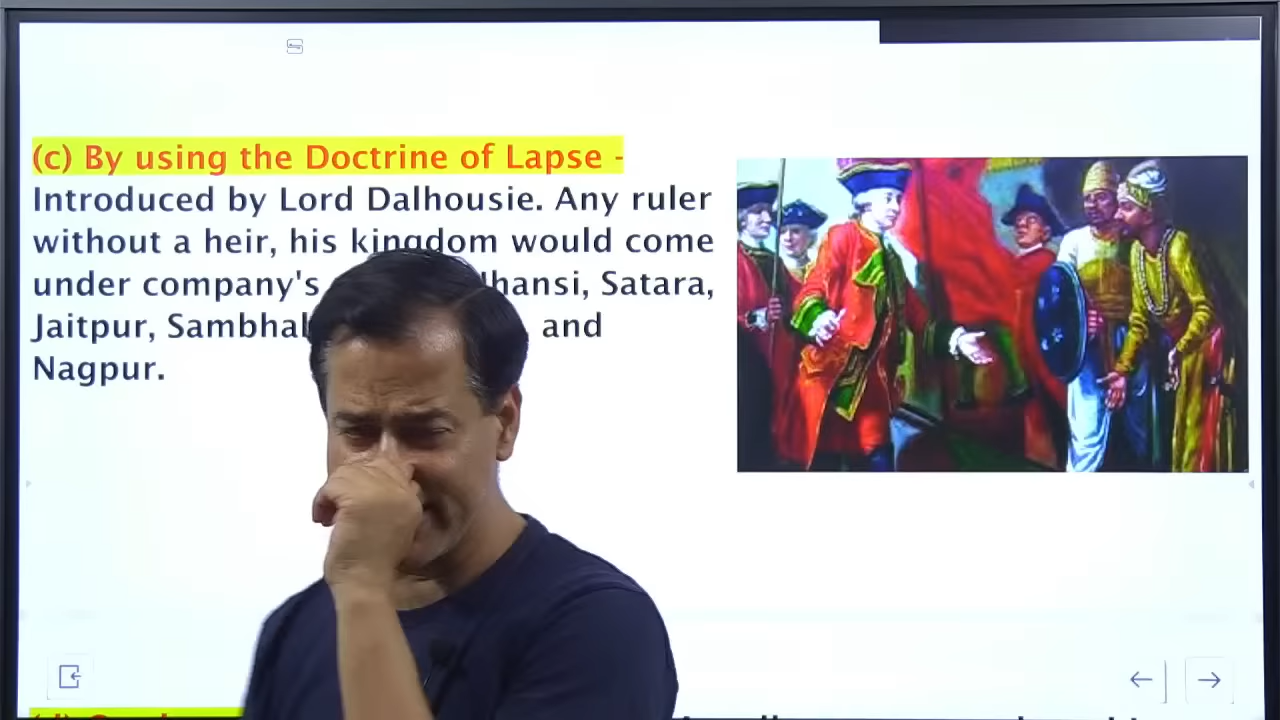 (c) By using the Doctrine of Lapse -
Introduced by Lord Dalhousie. Any ruler
without a heir, his kingdom would come
under company's Jhansi, Satara,
Jaitpur, and
Nagpur.